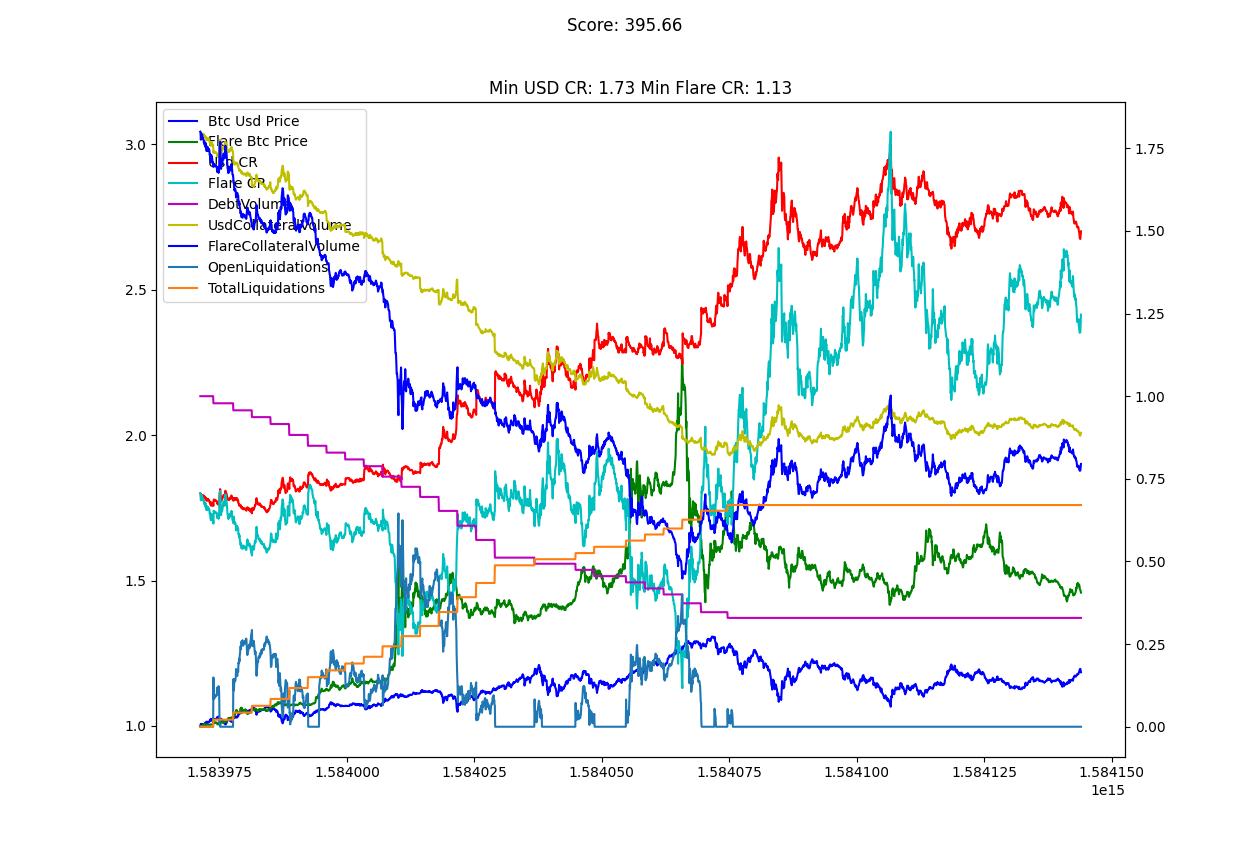 Score: 395.66
Min USD CR: 1.73 Min Flare CR: 1.13
Btc Usd Price
Flare Btc Price
Usd CR
Flare CR
DebtVolume
UsdCollateralVolume
FlareCollateralVolume
OpenLiquidations
TotalLiquidations
3.0
2.5
2.0
1.5
1.0
1.75
1.50
1.25
1.00
0.75
0.50
0.25
0.00
1.583975 1.584000 1.584025 1.584050 1.584075 1.584100 1.584125 1.584150
1e15